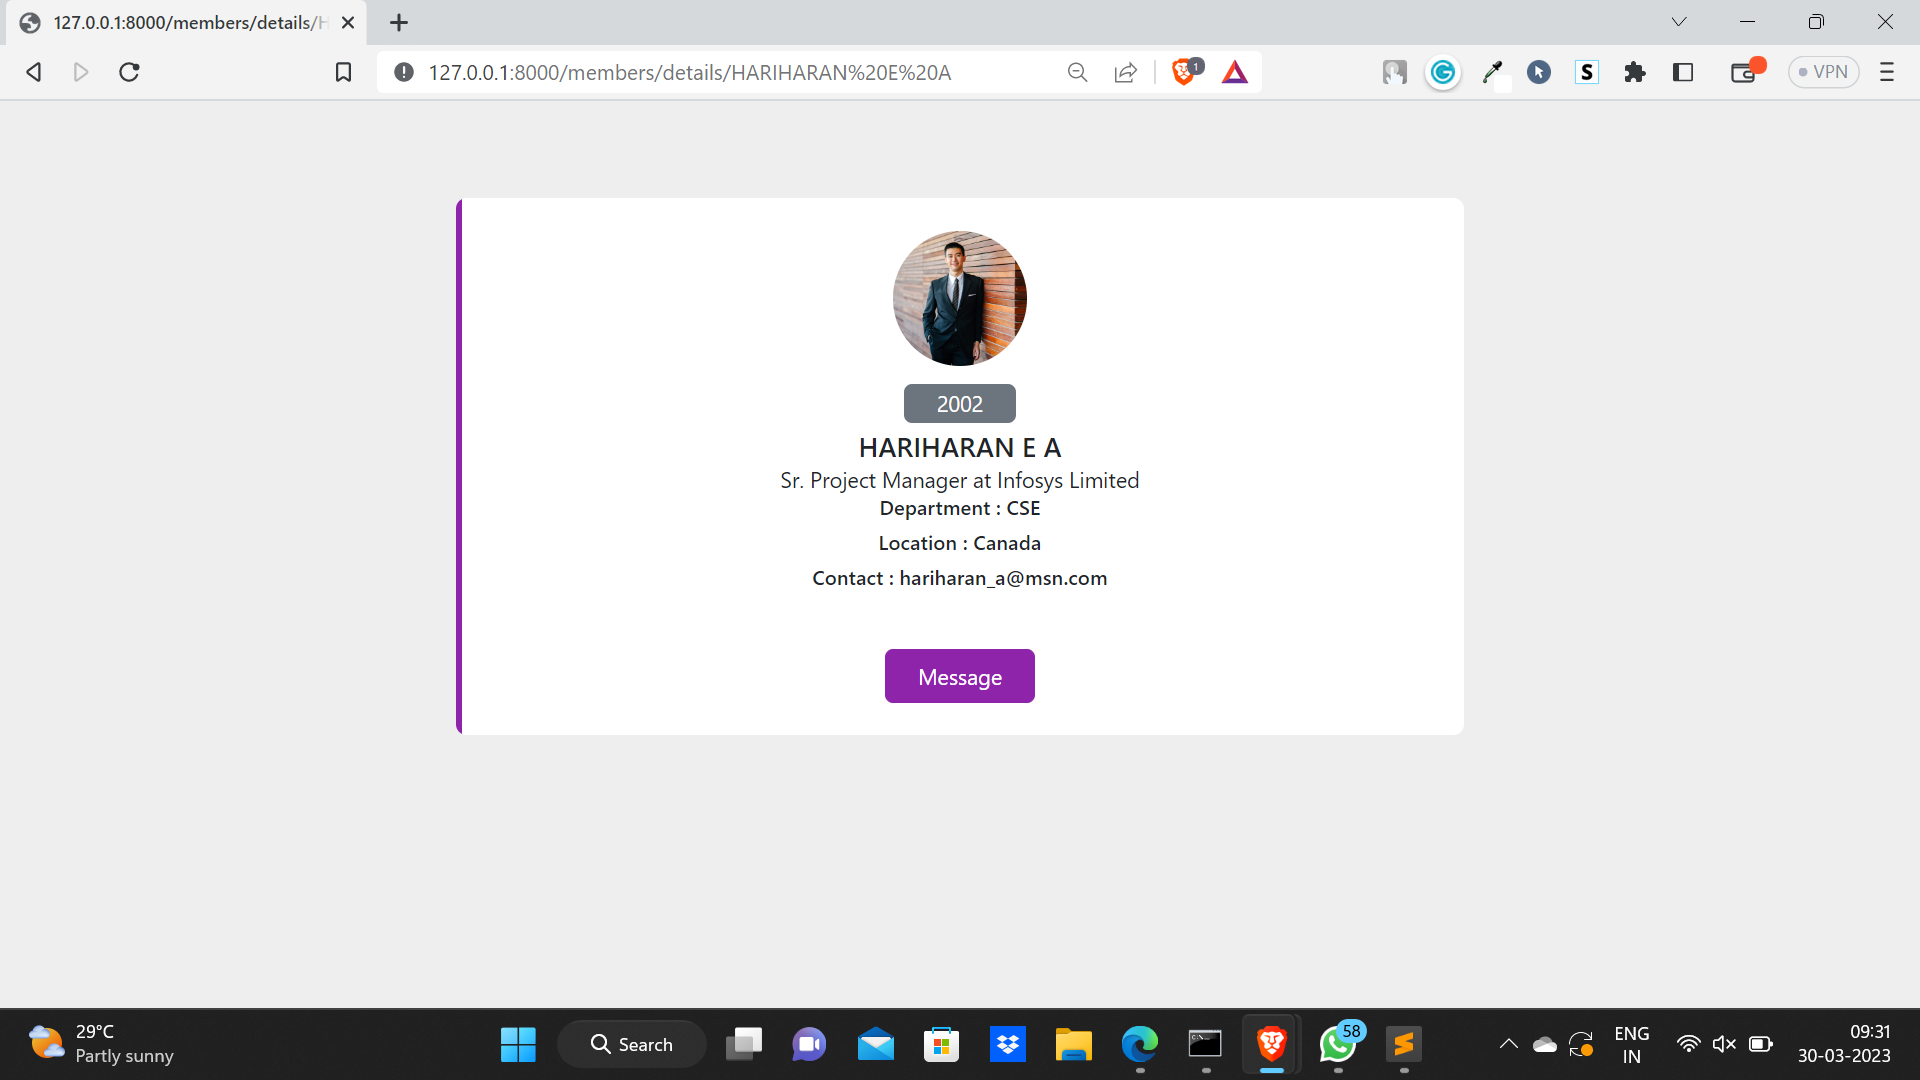 127.0.0.1:8000/members/details/H
127.0.0.1:8000/members/details/HARIHARAN%20E%20A
1
S
VPN
2002
HARIHARAN E A
Sr. Project Manager at Infosys Limited
Department : CSE
Location : Canada
Contact : hariharan_a@msn.com
Message
29°C
Partly sunny
Search
58
ENG
IN
09:31
30-03-2023